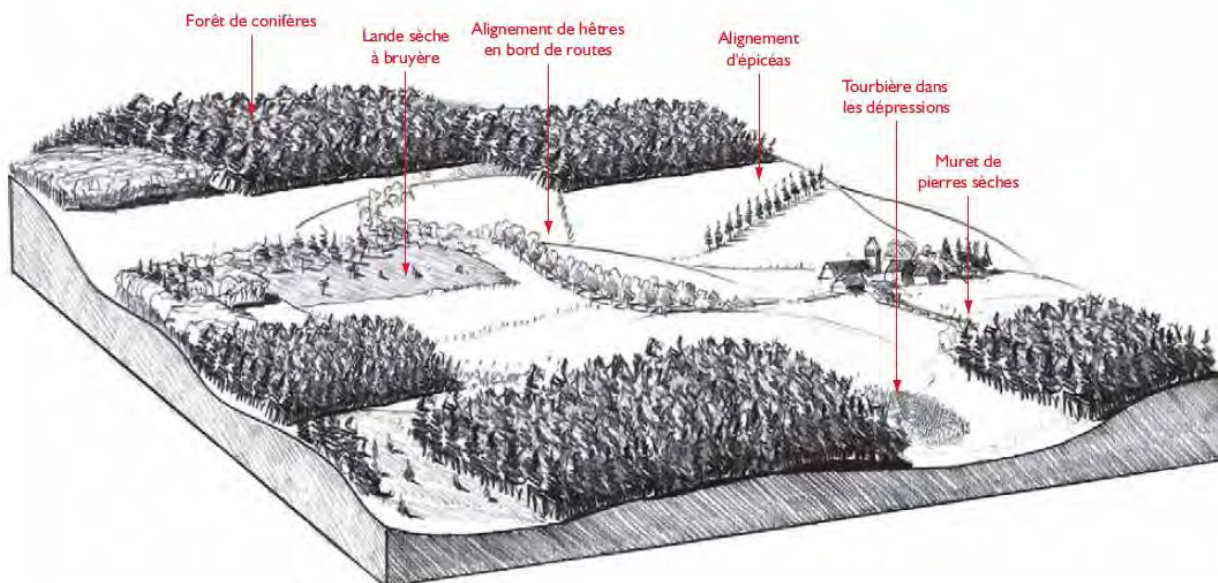 Forêt de conifères
Lande sèche
à bruyère
Alignement de hêtres
en bord de routes
Alignement
d'épicéas
Tourbière dans
les dépressions
Muret de
pierres sèches